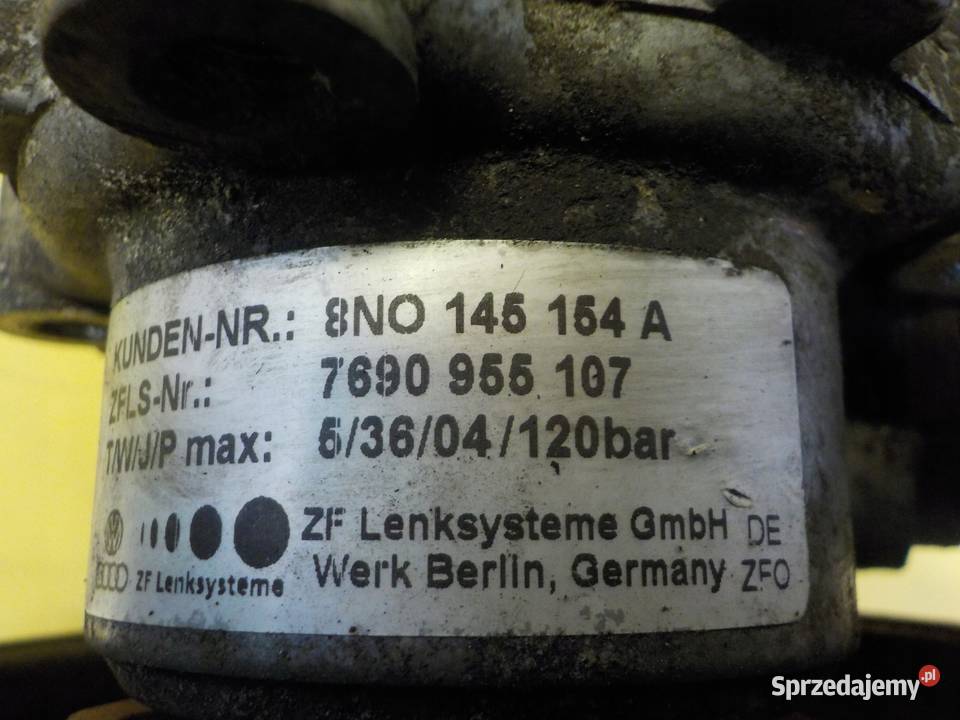 KUNDEN-NR.: 8NO 145 154 A
ZFLS-Nr.: 7690 955 107
T/W/J/P max: 5/36/04/120bar
ZF Lenksysteme GmbH DE
ZF Lenksysteme Werk Berlin, Germany ZFO
Sprzedajemy.pl